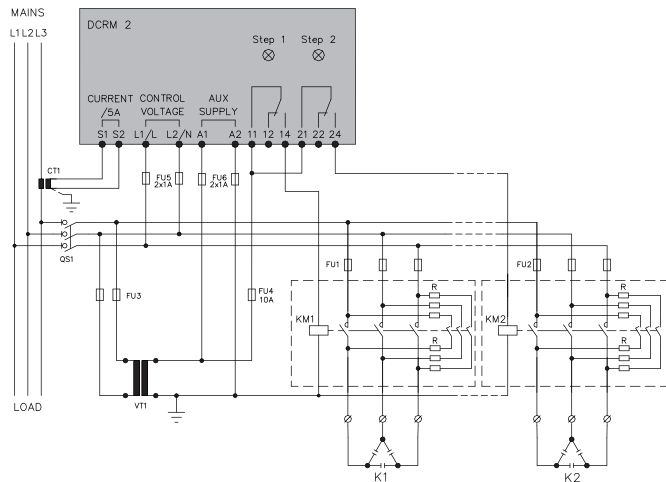 MAINS
L1 L2 L3
DCRM 2
Step 1 Step 2
CURRENT CONTROL AUX
/5A VOLTAGE SUPPLY
S1 S2 L1/L L2/N A1 A2 11 12 14 21 22 24
CT1
FU5 FU6
2x1A 2x1A
QS1
FU1 FU2
FU3
FU4
10A
R R
KM1 KM2
R R
VT1
LOAD
K1 K2